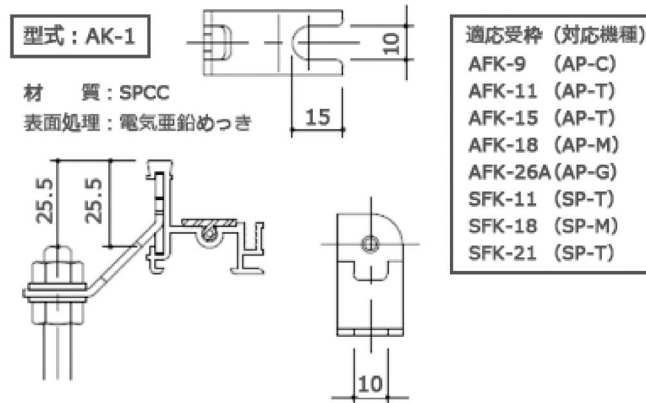 型式：AK-1
材　質：SPCC
表面処理：電気亜鉛めっき
10
15
25.5
25.5
10
適応受枠（対応機種）
AFK-9 （AP-C）
AFK-11 （AP-T）
AFK-15 （AP-T）
AFK-18 （AP-M）
AFK-26A（AP-G）
SFK-11 （SP-T）
SFK-18 （SP-M）
SFK-21 （SP-T）